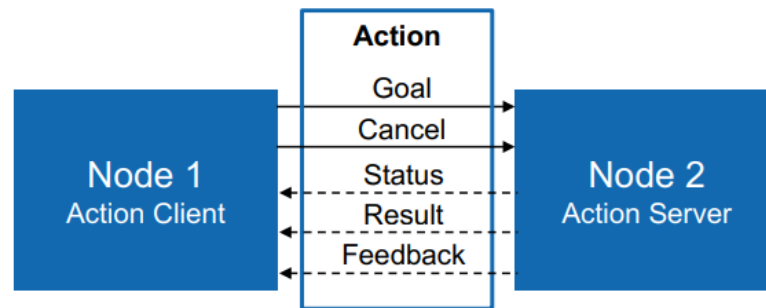 Action
Goal
Cancel
Node 1
Action Client
Status
Result
Feedback
Node 2
Action Server